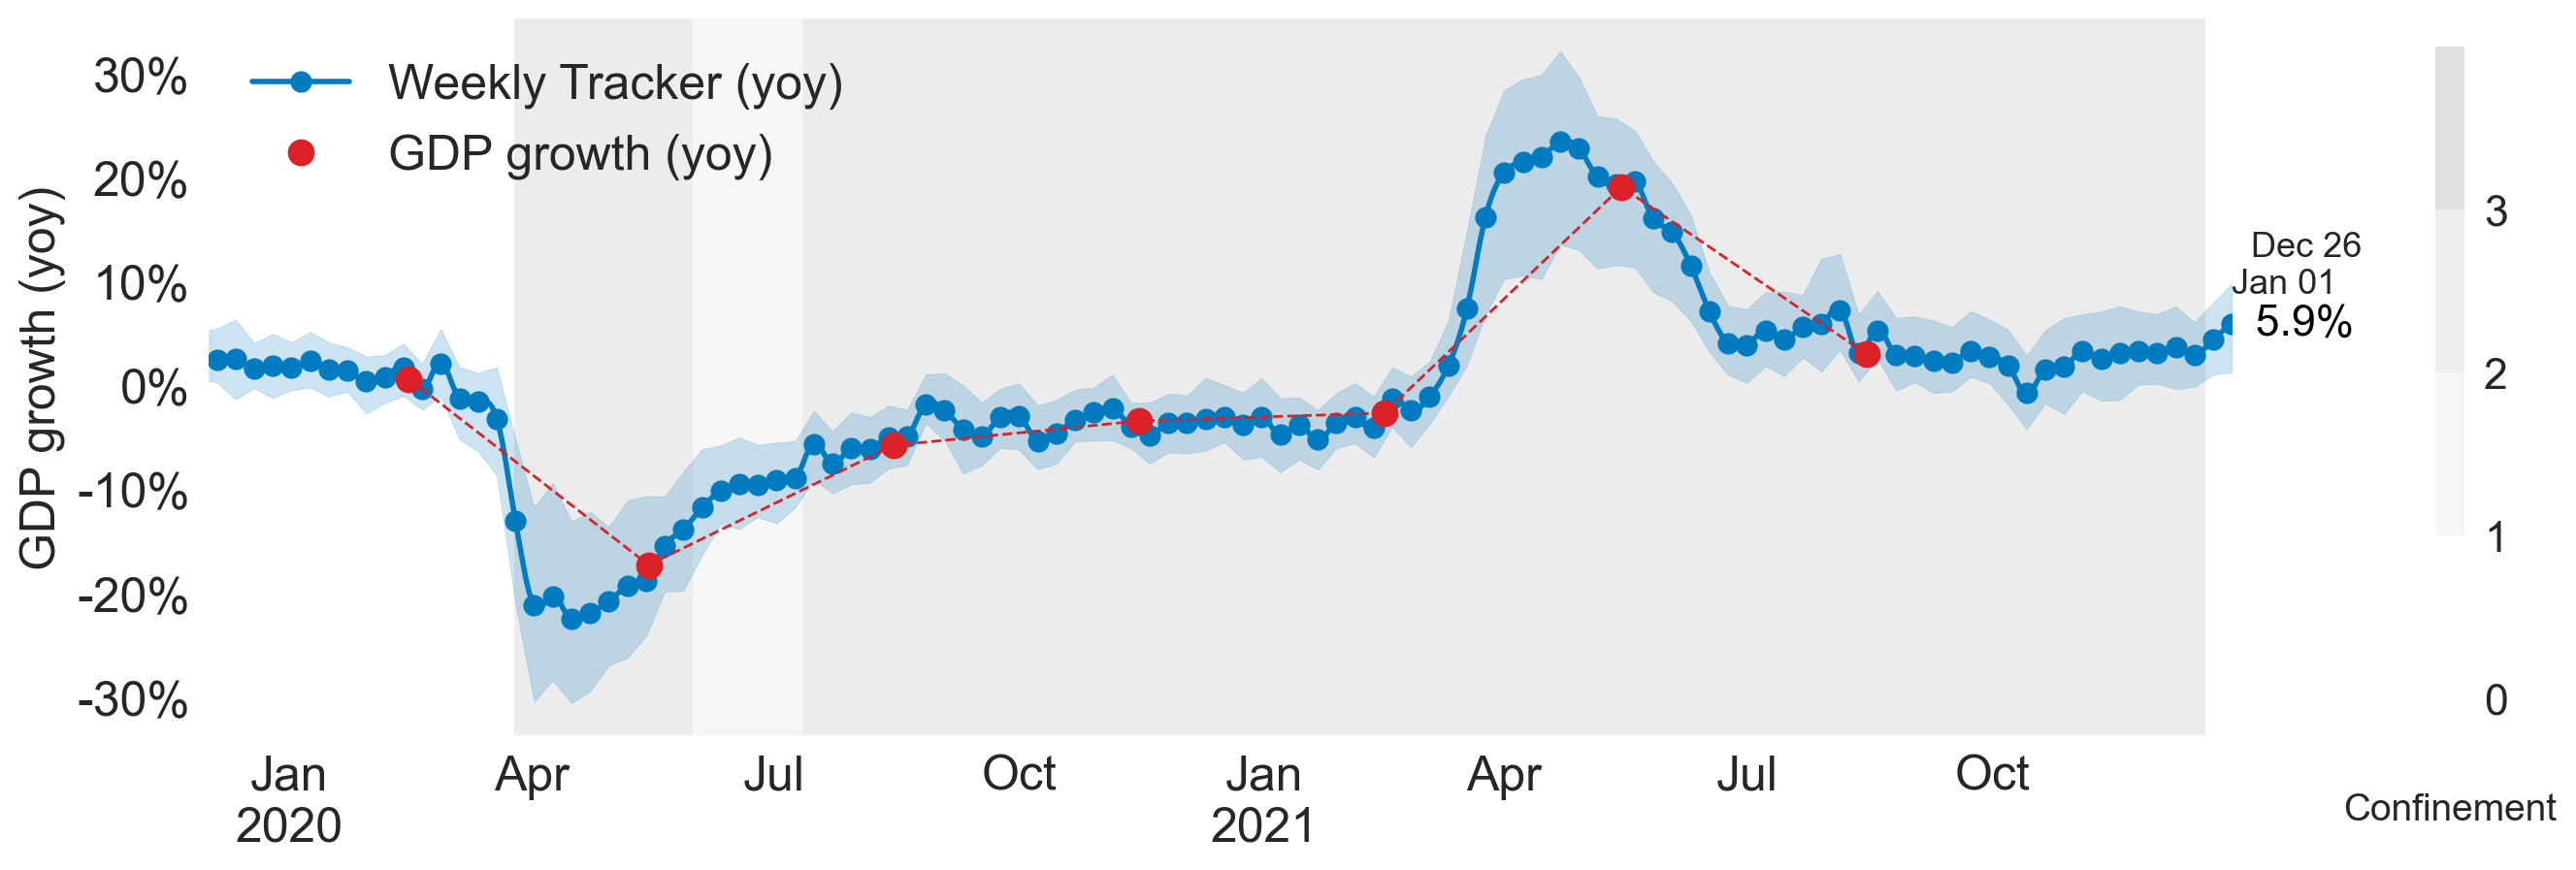 30%
20%
10%
0%
-10%
-20%
-30%
GDP growth (yoy)
Weekly Tracker (yoy)
GDP growth (yoy)
Dec 26
Jan 01
5.9%
3
2
1
0
Confinement
Jan
2020
Apr
Jul
Oct
Jan
2021
Apr
Jul
Oct